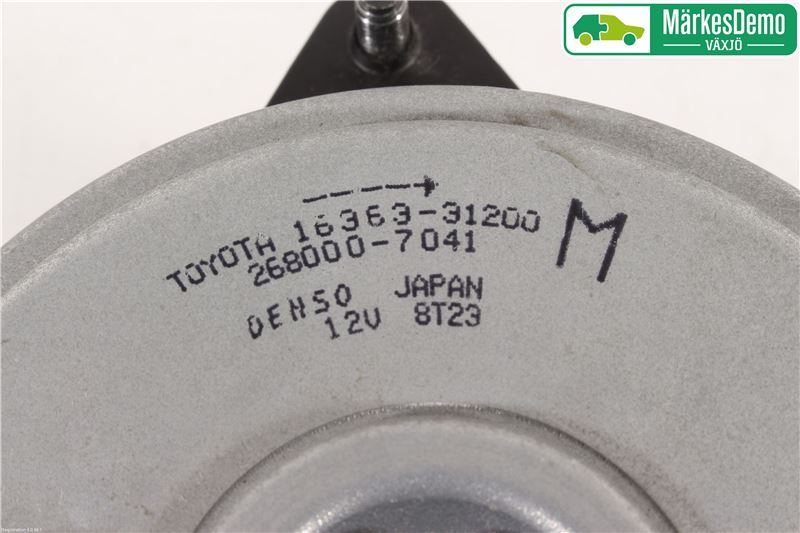 MärkesDemo
VÄXJÖ
TOYOTA 16363-31200 M
268000-7041
DENSO JAPAN
12V 8T23